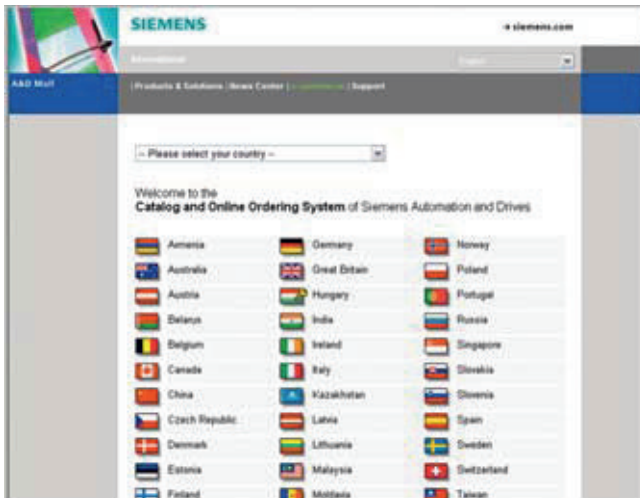 SIEMENS
siemens.com
International
English
A&D Mall
| Products & Solutions | News Center | | Support
-- Please select your country --
Welcome to the
Catalog and Online Ordering System of Siemens Automation and Drives
Armenia Germany Norway
Australia Great Britain Poland
Austria Hungary Portugal
Belarus India Russia
Belgium Ireland Singapore
Canada Italy Slovakia
China Kazakhstan Slovenia
Czech Republic Latvia Spain
Denmark Lithuania Sweden
Estonia Malaysia Switzerland
Finland Moldavia Taiwan